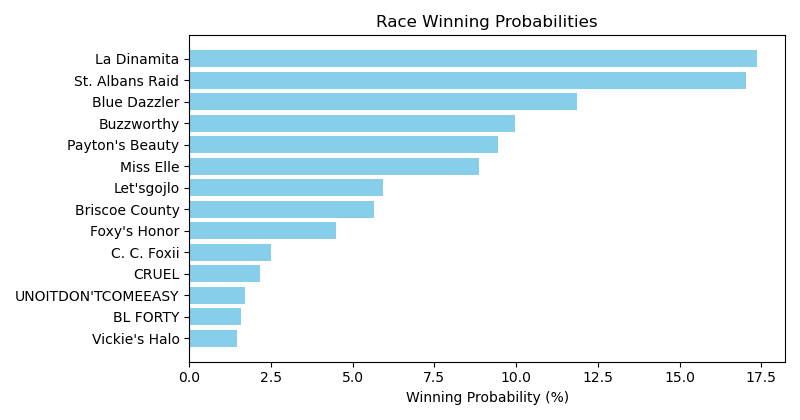 Race Winning Probabilities
La Dinamita
St. Albans Raid
Blue Dazzler
Buzzworthy
Payton's Beauty
Miss Elle
Let'sgojlo
Briscoe County
Foxy's Honor
C. C. Foxii
CRUEL
UNOITDON'TCOMEEASY
BL FORTY
Vickie's Halo
0.0 2.5 5.0 7.5 10.0 12.5 15.0 17.5
Winning Probability (%)